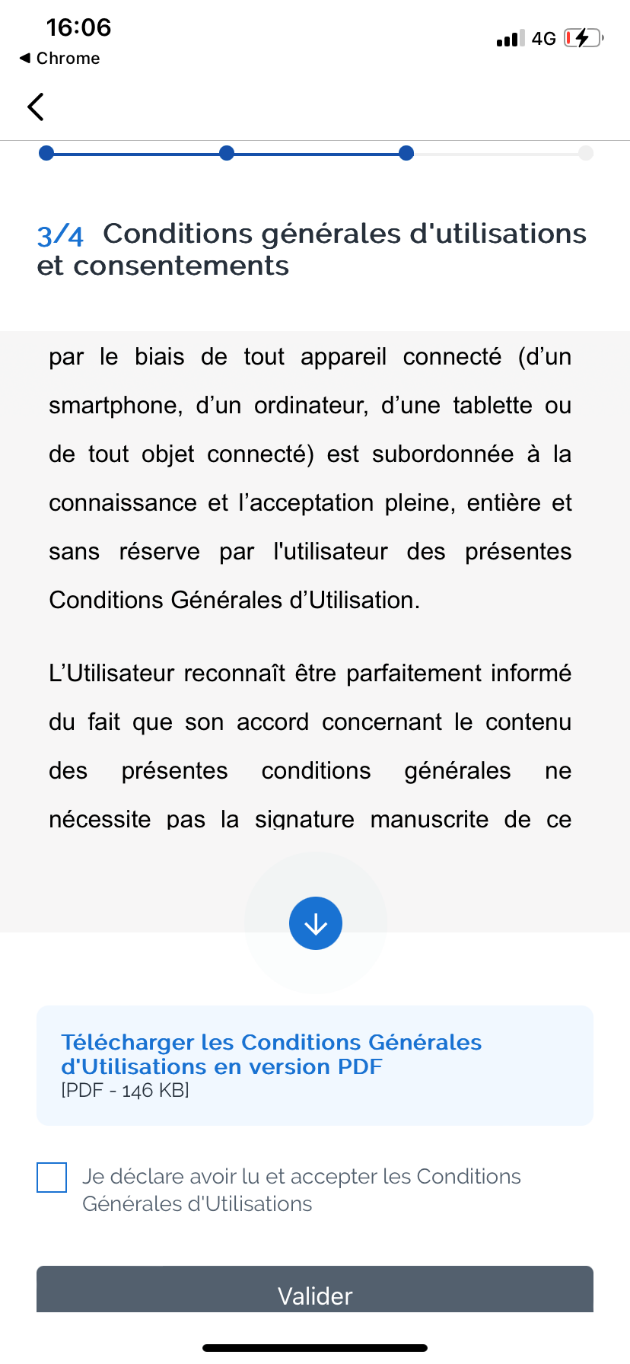 16:06
4G
◀ Chrome
3/4 Conditions générales d'utilisations
et consentements
par le biais de tout appareil connecté (d’un
smartphone, d’un ordinateur, d’une tablette ou
de tout objet connecté) est subordonnée à la
connaissance et l’acceptation pleine, entière et
sans réserve par l'utilisateur des présentes
Conditions Générales d’Utilisation.
L’Utilisateur reconnaît être parfaitement informé
du fait que son accord concernant le contenu
des présentes conditions générales ne
nécessite pas la signature manuscrite de ce
Télécharger les Conditions Générales
d'Utilisations en version PDF
[PDF - 146 KB]
Je déclare avoir lu et accepter les Conditions
Générales d'Utilisations
Valider